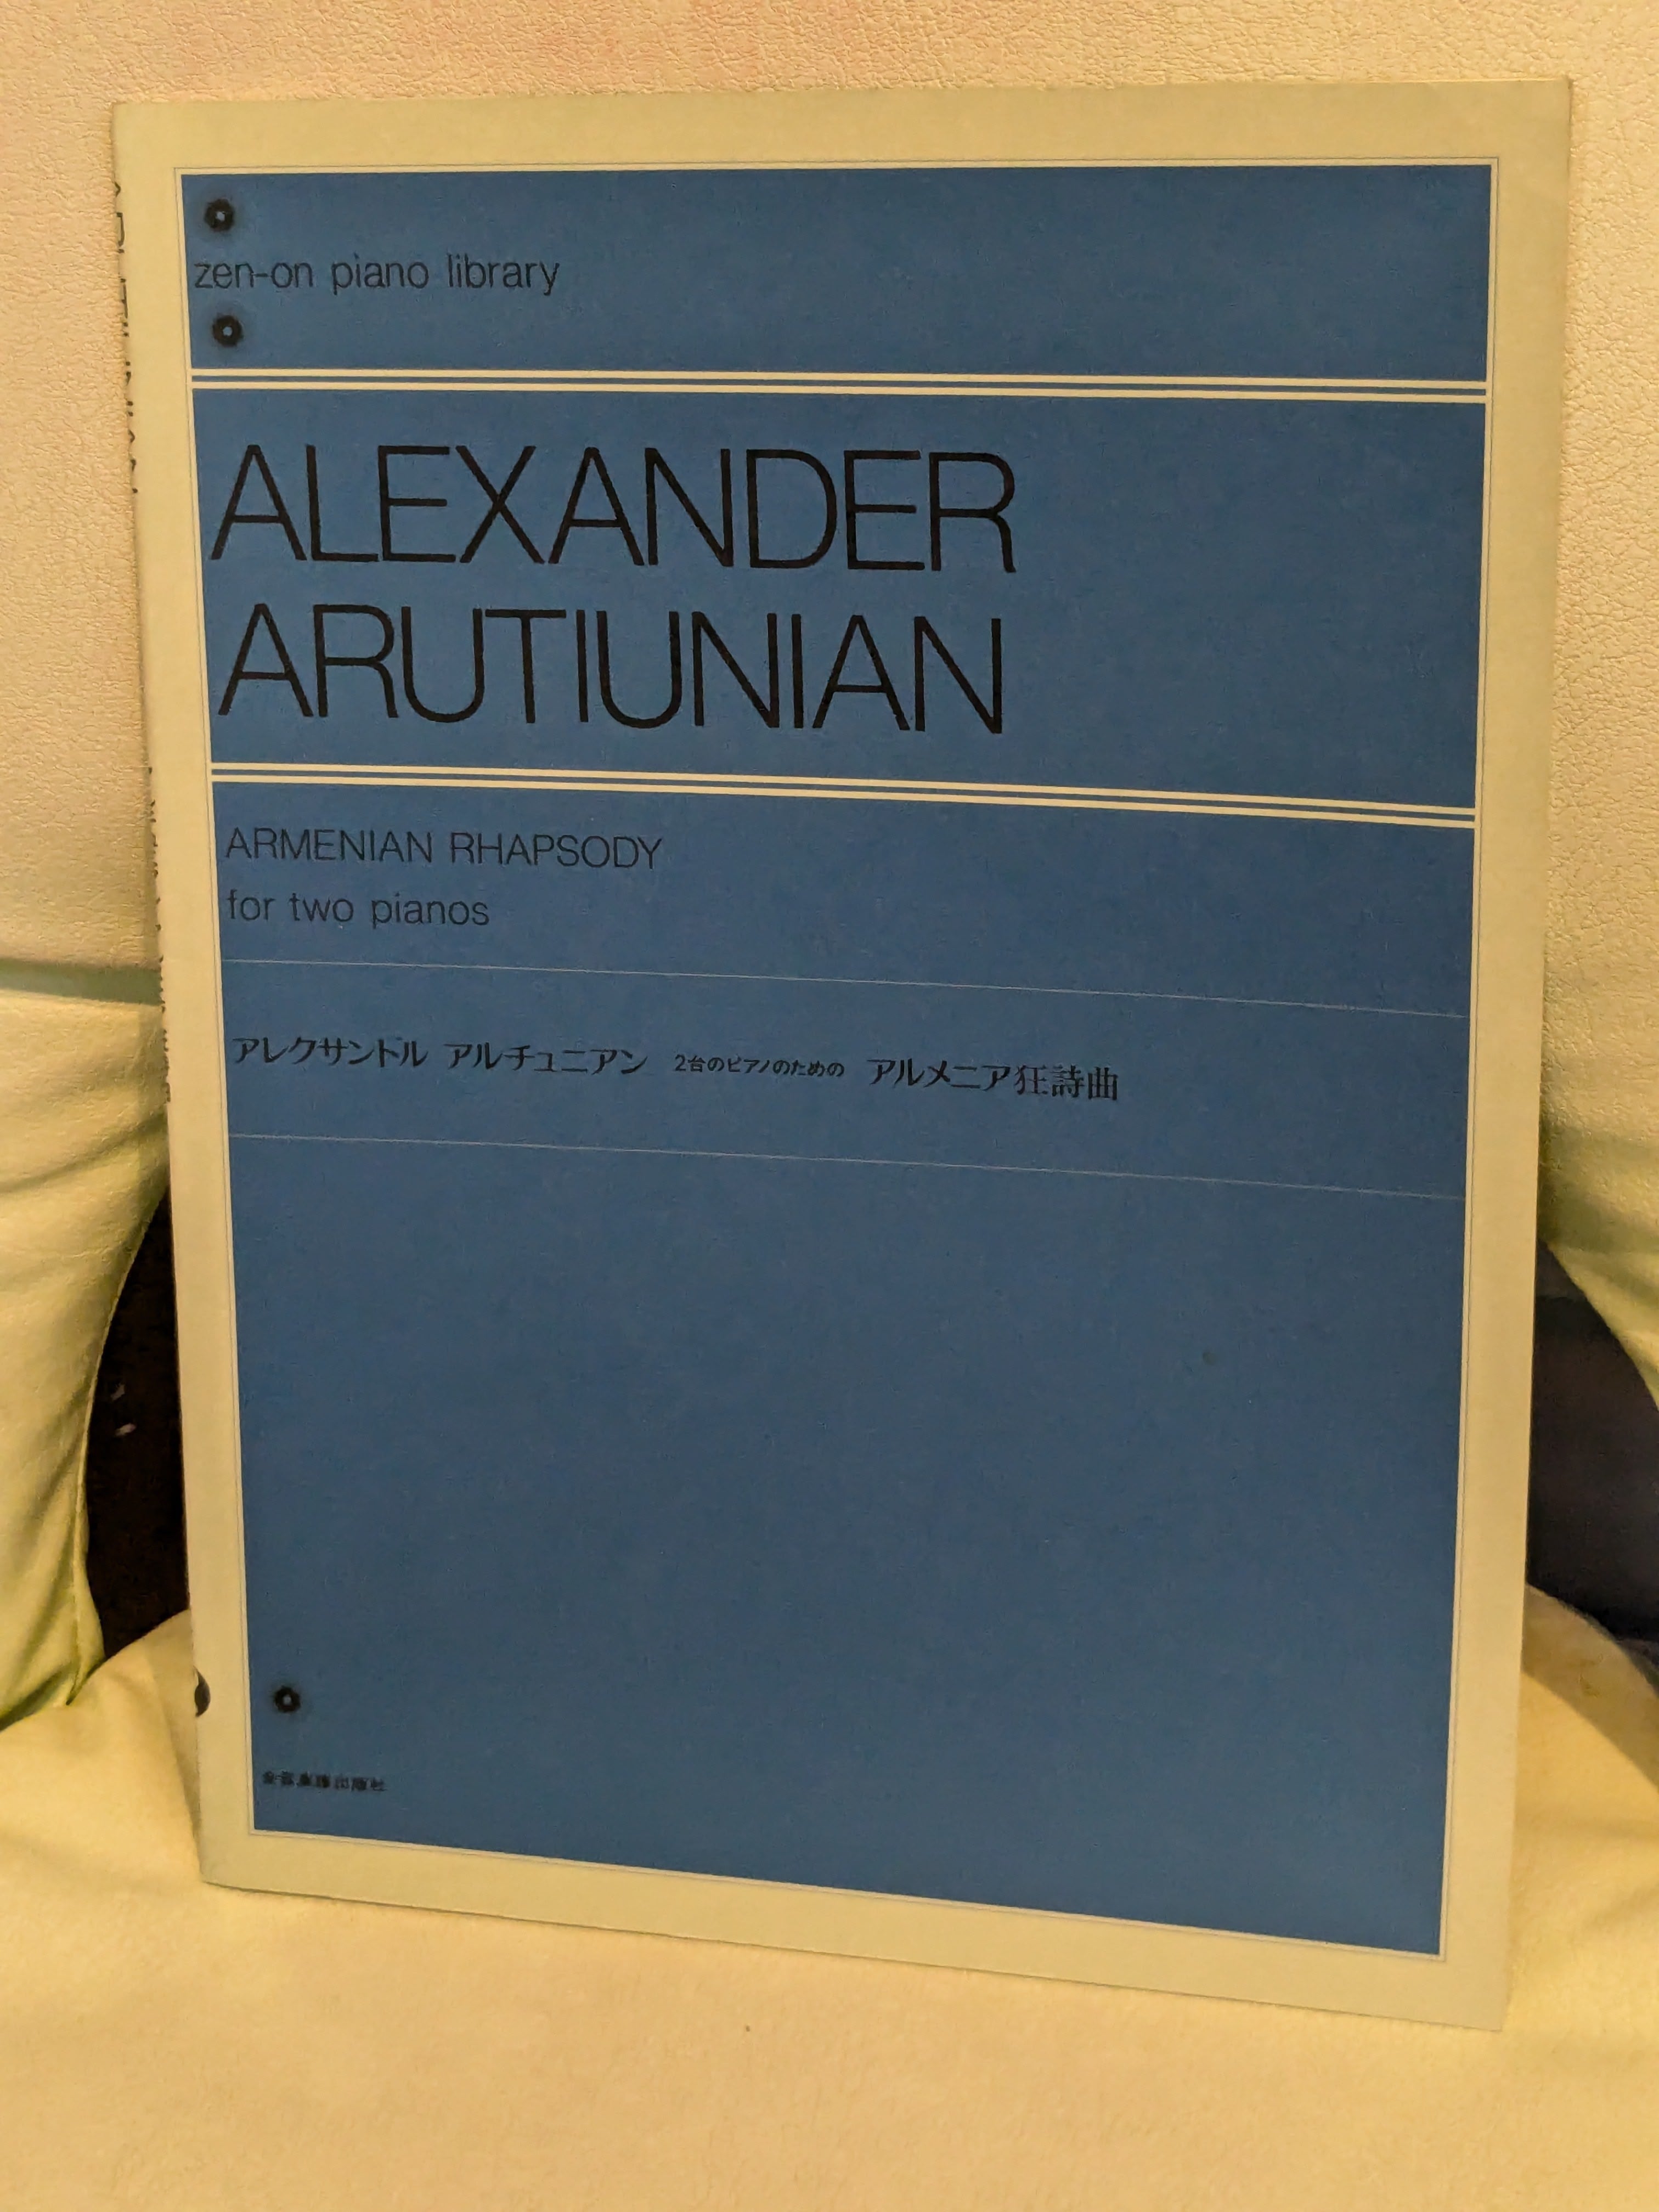 zen-on piano library
ALEXANDER
ARUTIUNIAN
ARMENIAN RHAPSODY
for two pianos
アレクサンドル アルチュニアン 2台のピアノのための アルメニア狂詩曲
全音楽譜出版社